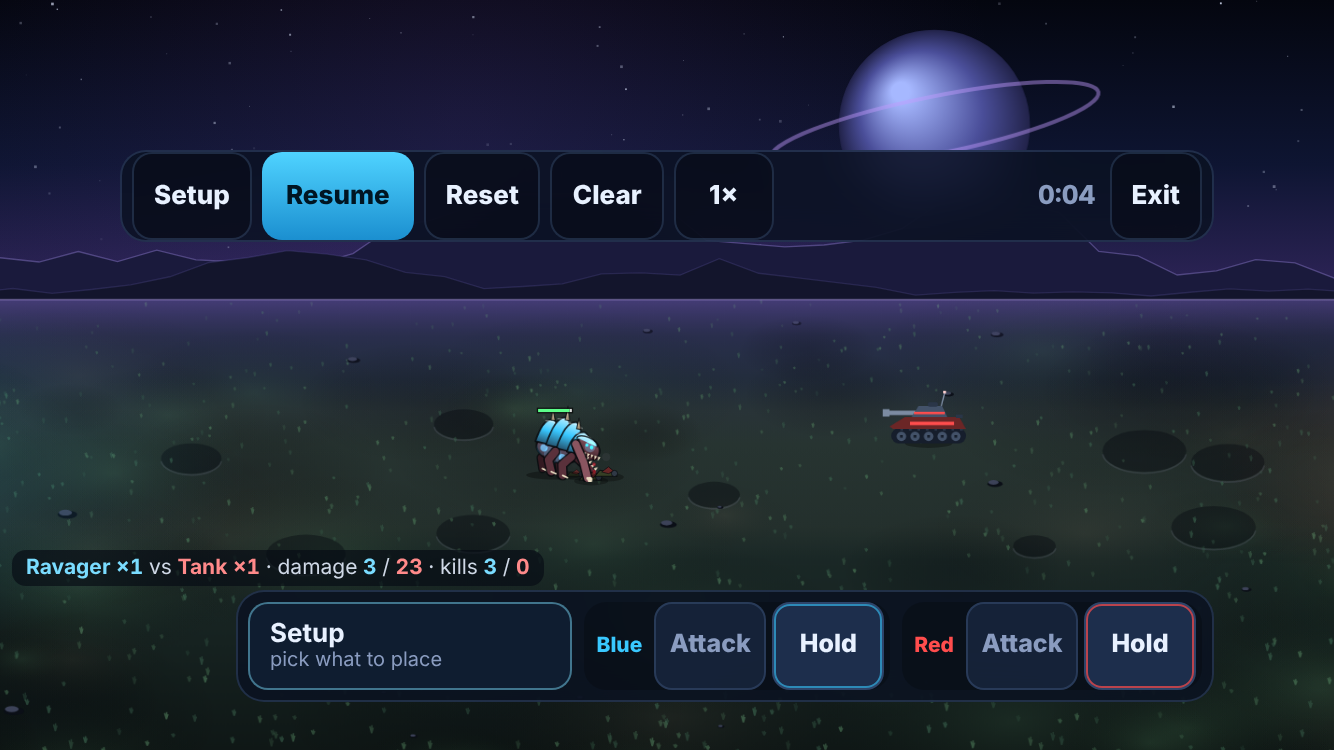 Setup
Resume
Reset
Clear
1×
0:04
Exit
Ravager ×1 vs Tank ×1 · damage 3 / 23 · kills 3 / 0
Setup
pick what to place
Blue
Attack
Hold
Red
Attack
Hold